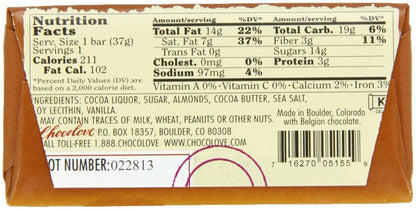 Nutrition
Facts
Serv. Size 1 bar (37g)
Servings 1
Calories 211
Fat Cal. 102
*Percent Daily Values (DV) are
based on a 2,000 calorie diet.
Amount/serving %DV*
Total Fat 14g 22%
Sat. Fat 7g 37%
Trans Fat 0g
Cholest. 0mg 0%
Sodium 97mg 4%
Amount/serving %DV*
Total Carb. 19g 6%
Fiber 3g 11%
Sugars 14g
Protein 3g
Vitamin A 0% • Vitamin C 0% • Calcium 2% • Iron 3%
INGREDIENTS: COCOA LIQUOR, SUGAR, ALMONDS, COCOA BUTTER, SEA SALT,
SOY LECITHIN, VANILLA.
MAY CONTAIN TRACES OF MILK, WHEAT, PEANUTS OR OTHER NUTS.
Chocolove P.O. BOX 18357, BOULDER, CO 80308
CALL TOLL-FREE 1.888.CHOCOLOVE WWW.CHOCOLOVE.COM
OT NUMBER:022813
K
Made in Boulder, Colorado
with Belgian chocolate.
7 16270 05155 9